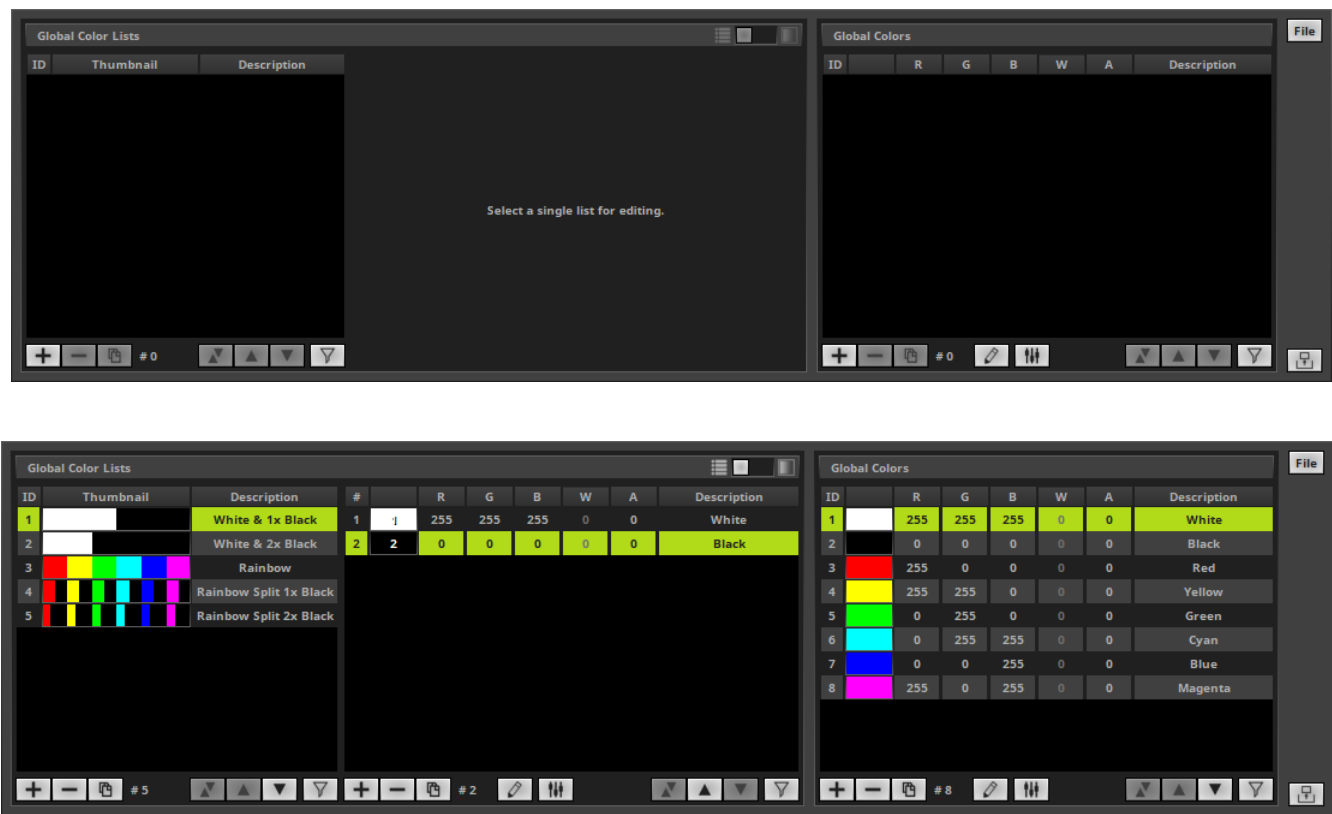 Global Color Lists
Global Colors
File
ID Thumbnail Description
ID R G B W A Description
Select a single list for editing.
# 0
# 0
Global Color Lists
Global Colors
File
ID Thumbnail Description
# R G B W A Description
ID R G B W A Description
1 White & 1x Black
1 1 255 255 255 0 0 White
1 255 255 255 0 0 White
2 White & 2x Black
2 2 0 0 0 0 0 Black
2 0 0 0 0 0 Black
3 Rainbow
3 255 0 0 0 0 Red
4 Rainbow Split 1x Black
4 255 255 0 0 0 Yellow
5 Rainbow Split 2x Black
5 0 255 0 0 0 Green
6 0 255 255 0 0 Cyan
7 0 0 255 0 0 Blue
8 255 0 255 0 0 Magenta
# 5
# 2
# 8